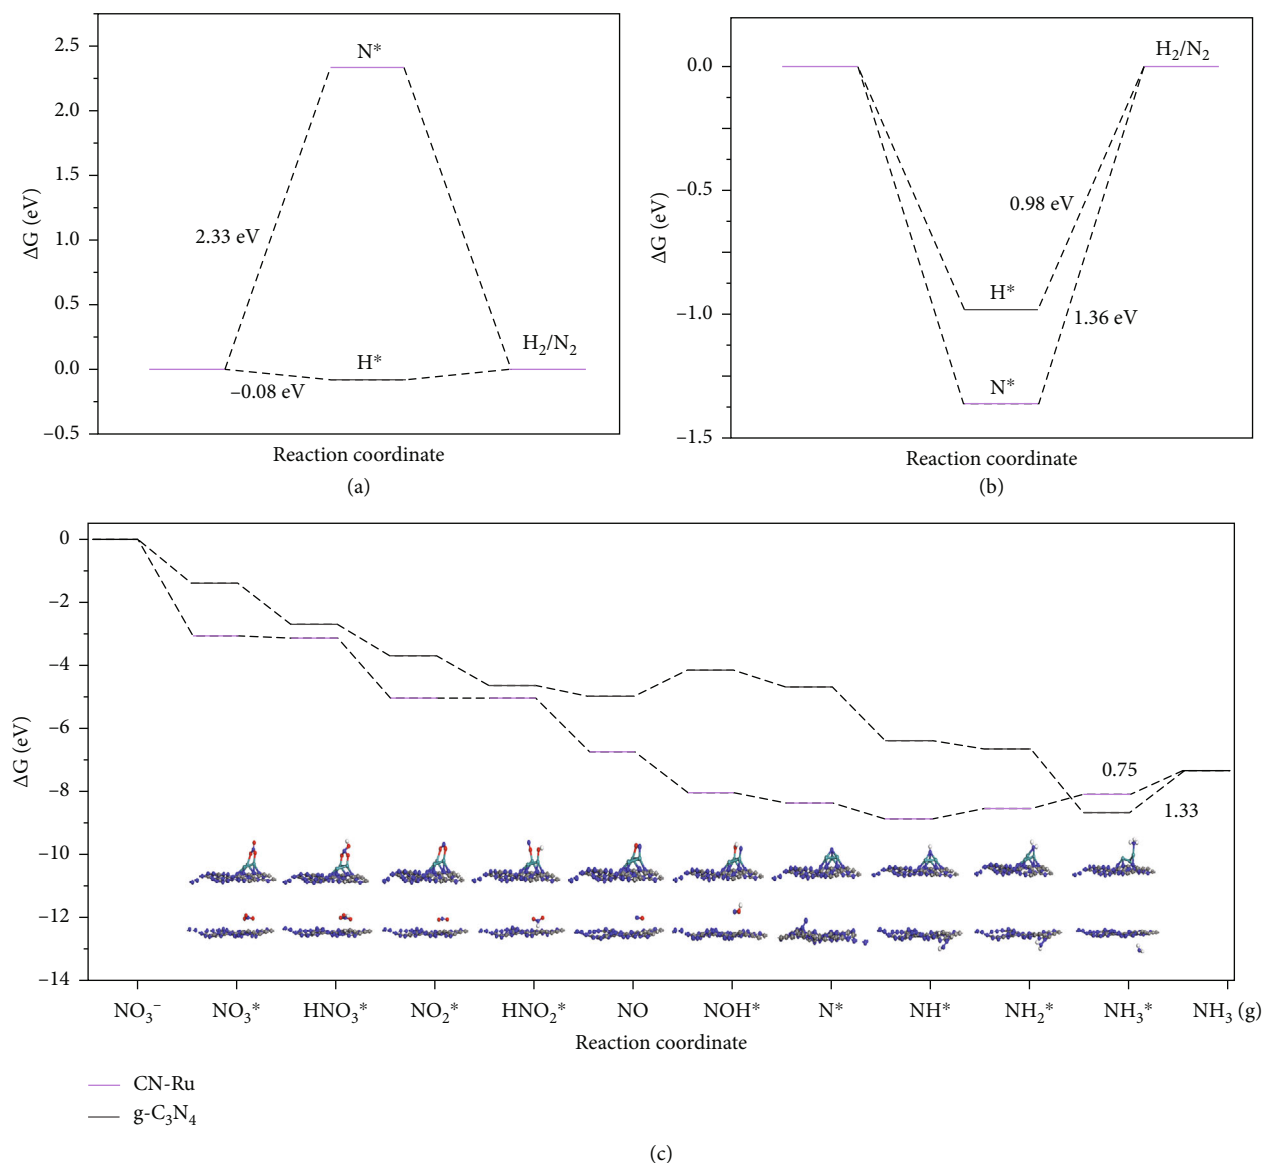 2.5
2.0
1.5
1.0
0.5
0.0
−0.5
ΔG (eV)
N*
2.33 eV
H*
−0.08 eV
H₂/N₂
Reaction coordinate
(a)
0.0
−0.5
−1.0
−1.5
ΔG (eV)
H₂/N₂
0.98 eV
H*
1.36 eV
N*
Reaction coordinate
(b)
0
−2
−4
−6
−8
−10
−12
−14
ΔG (eV)
0.75
1.33
NO₃⁻ NO₃* HNO₃* NO₂* HNO₂* NO NOH* N* NH* NH₂* NH₃* NH₃ (g)
Reaction coordinate
CN-Ru
g-C₃N₄
(c)